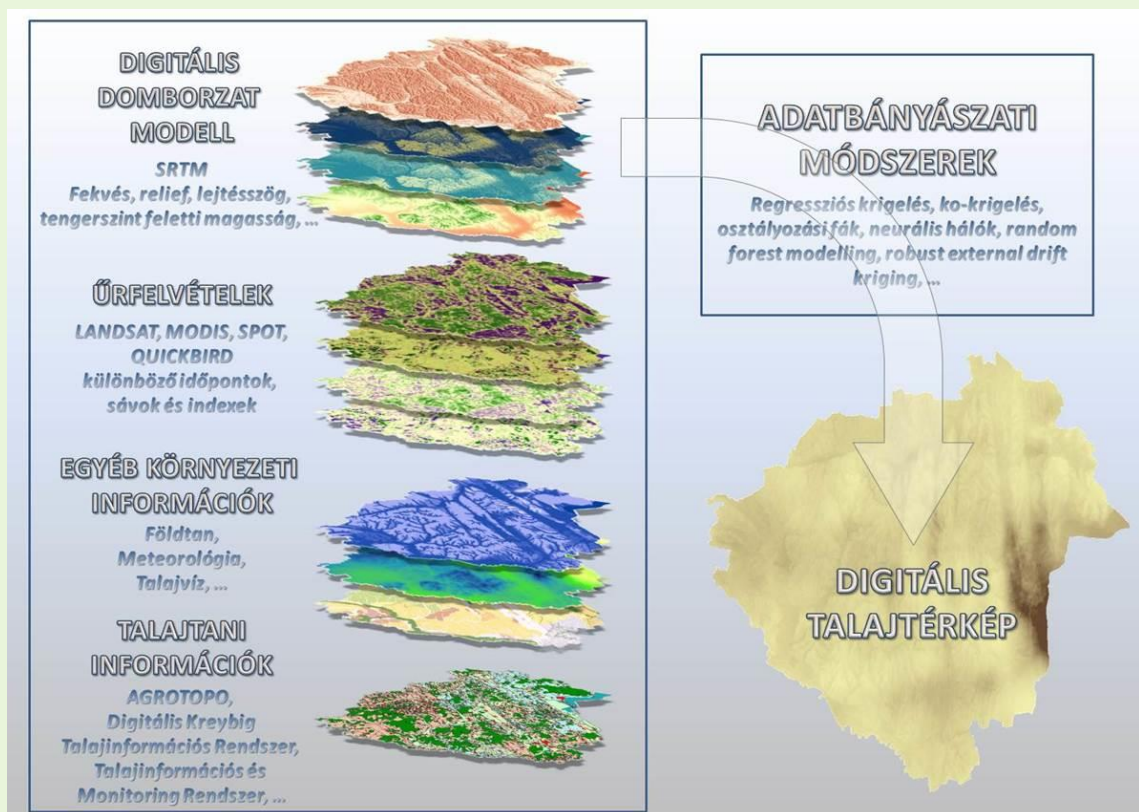 DIGITÁLIS
DOMBORZAT
MODELL
SRTM
Fekvés, relief, lejtésszög,
tengerszint feletti magasság, ...
ŰRFELVÉTELEK
LANDSAT, MODIS, SPOT,
QUICKBIRD
különböző időpontok,
sávok és indexek
EGYÉB KÖRNYEZETI
INFORMÁCIÓK
Földtan,
Meteorológia,
Talajvíz, ...
TALAJTANI
INFORMÁCIÓK
AGROTOPO,
Digitális Kreybig
Talajinformációs Rendszer,
Talajinformációs és
Monitoring Rendszer, ...
ADATBÁNYÁSZATI
MÓDSZEREK
Regressziós krigelés, ko-krigelés,
osztályozási fák, neurális hálók, random
forest modelling, robust external drift
kriging, ...
DIGITÁLIS
TALAJTÉRKÉP